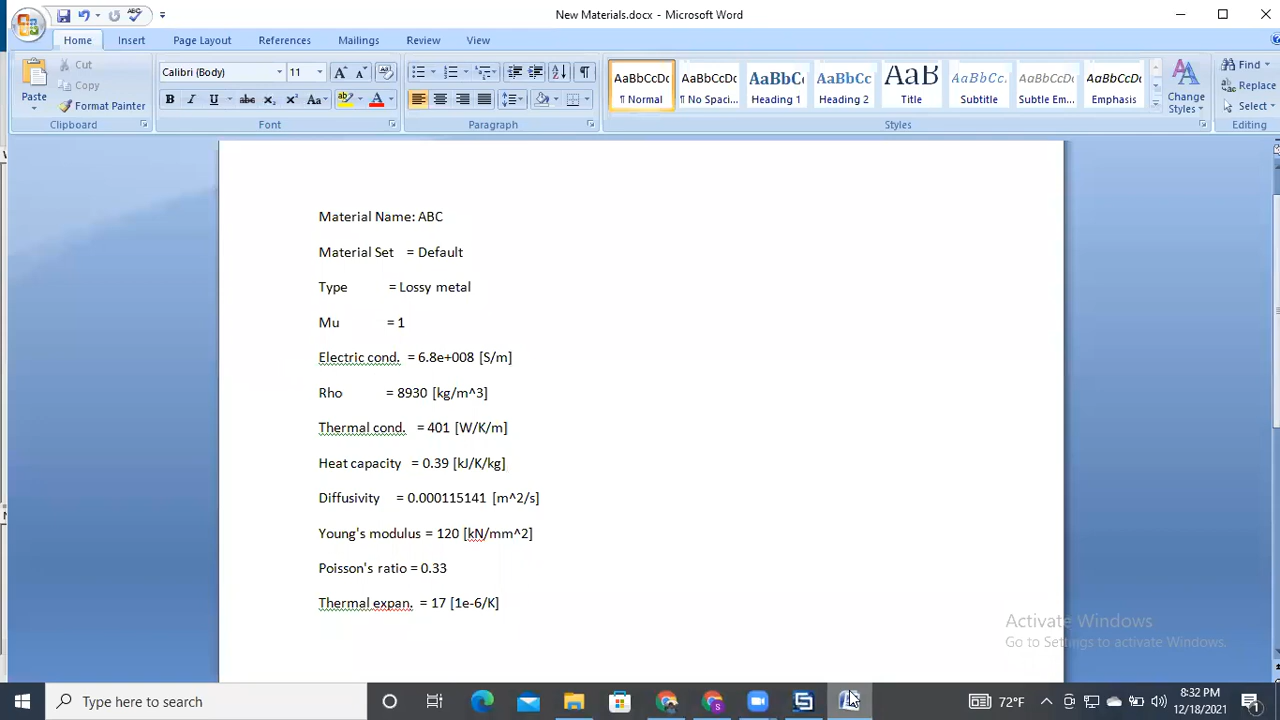 New Materials.docx - Microsoft Word
Home Insert Page Layout References Mailings Review View
Paste
Cut
Copy
Format Painter
Clipboard
Calibri (Body) 11
B I U abe x₂ x² Aa
Font
Paragraph
AaBbCcDc AaBbCcDc AaBbCc AaBbCc AaB AaBbCc. AaBbCcDc AaBbCcDc
¶ Normal ¶ No Spaci... Heading 1 Heading 2 Title Subtitle Subtle Em... Emphasis
Styles
Change Styles
Find
Replace
Select
Editing
Material Name: ABC
Material Set = Default
Type = Lossy metal
Mu = 1
Electric cond. = 6.8e+008 [S/m]
Rho = 8930 [kg/m^3]
Thermal cond. = 401 [W/K/m]
Heat capacity = 0.39 [kJ/K/kg]
Diffusivity = 0.000115141 [m^2/s]
Young's modulus = 120 [kN/mm^2]
Poisson's ratio = 0.33
Thermal expan. = 17 [1e-6/K]
Activate Windows
Go to Settings to activate Windows.
Type here to search
72°F
8:32 PM
12/18/2021